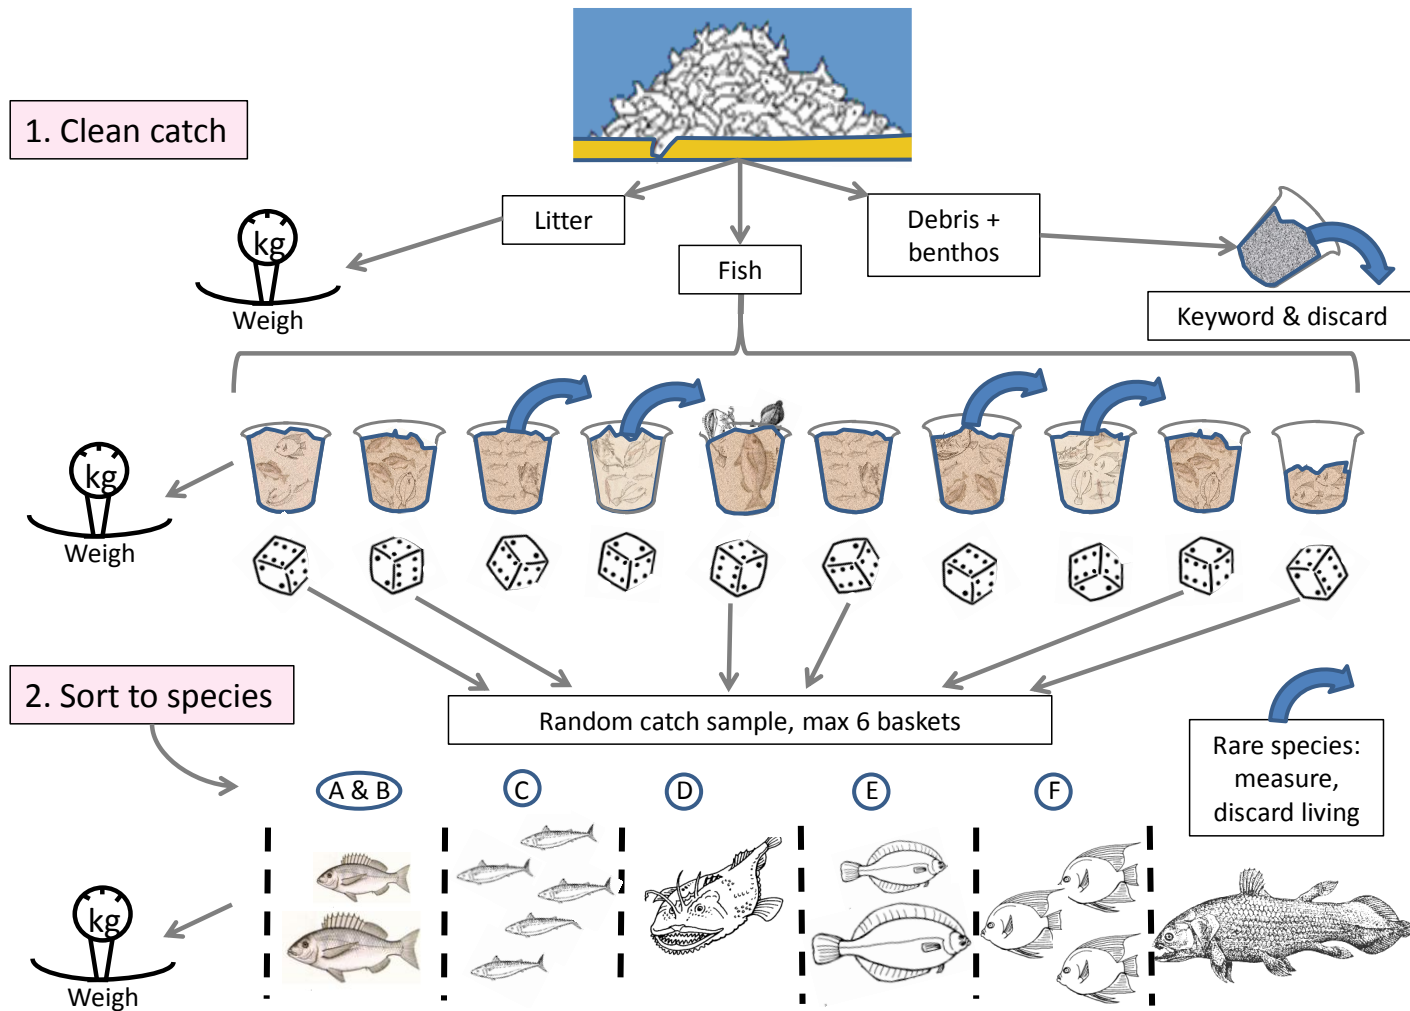 1. Clean catch
Litter
Fish
Debris +
benthos
kg
Weigh
Keyword & discard
kg
Weigh
2. Sort to species
Random catch sample, max 6 baskets
Rare species:
measure,
discard living
A & B
C
D
E
F
kg
Weigh